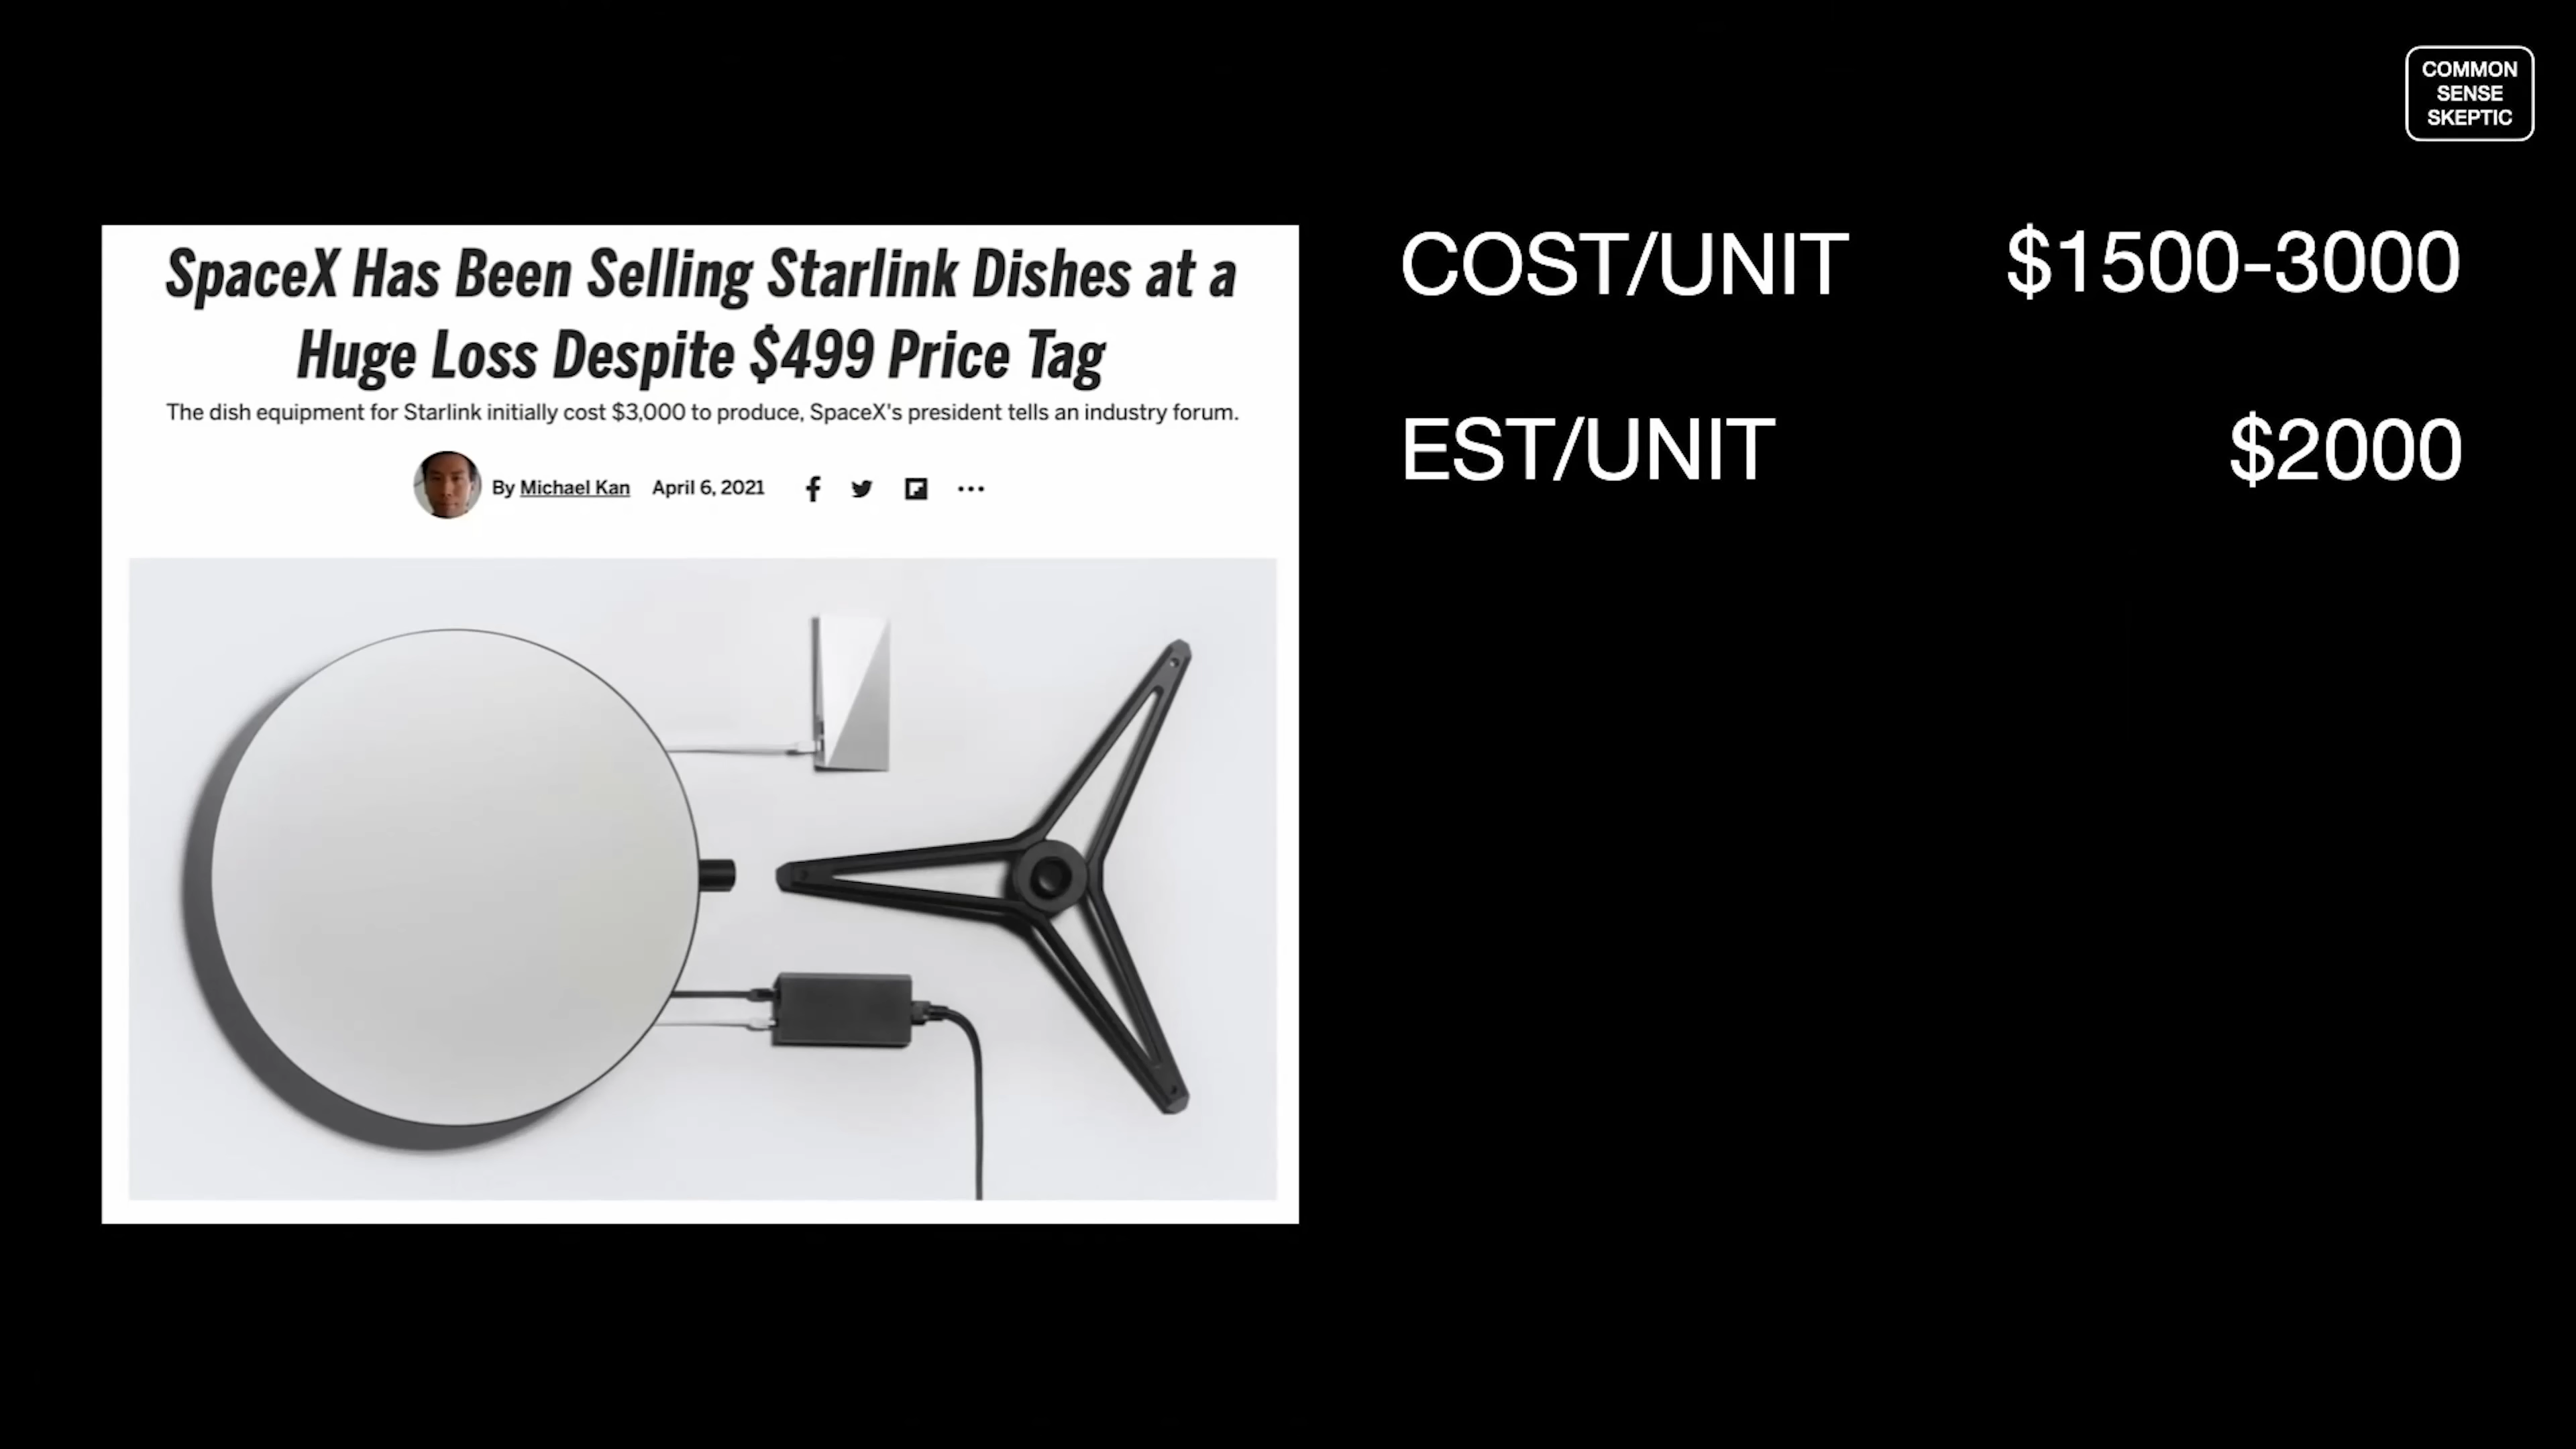 COMMON
SENSE
SKEPTIC
SpaceX Has Been Selling Starlink Dishes at a
Huge Loss Despite $499 Price Tag
The dish equipment for Starlink initially cost $3,000 to produce, SpaceX's president tells an industry forum.
By Michael Kan April 6, 2021
COST/UNIT $1500-3000
EST/UNIT $2000